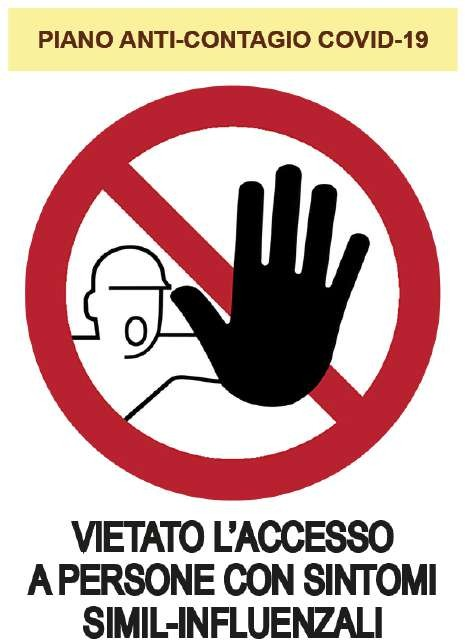 PIANO ANTI-CONTAGIO COVID-19
VIETATO L'ACCESSO
A PERSONE CON SINTOMI
SIMIL-INFLUENZALI